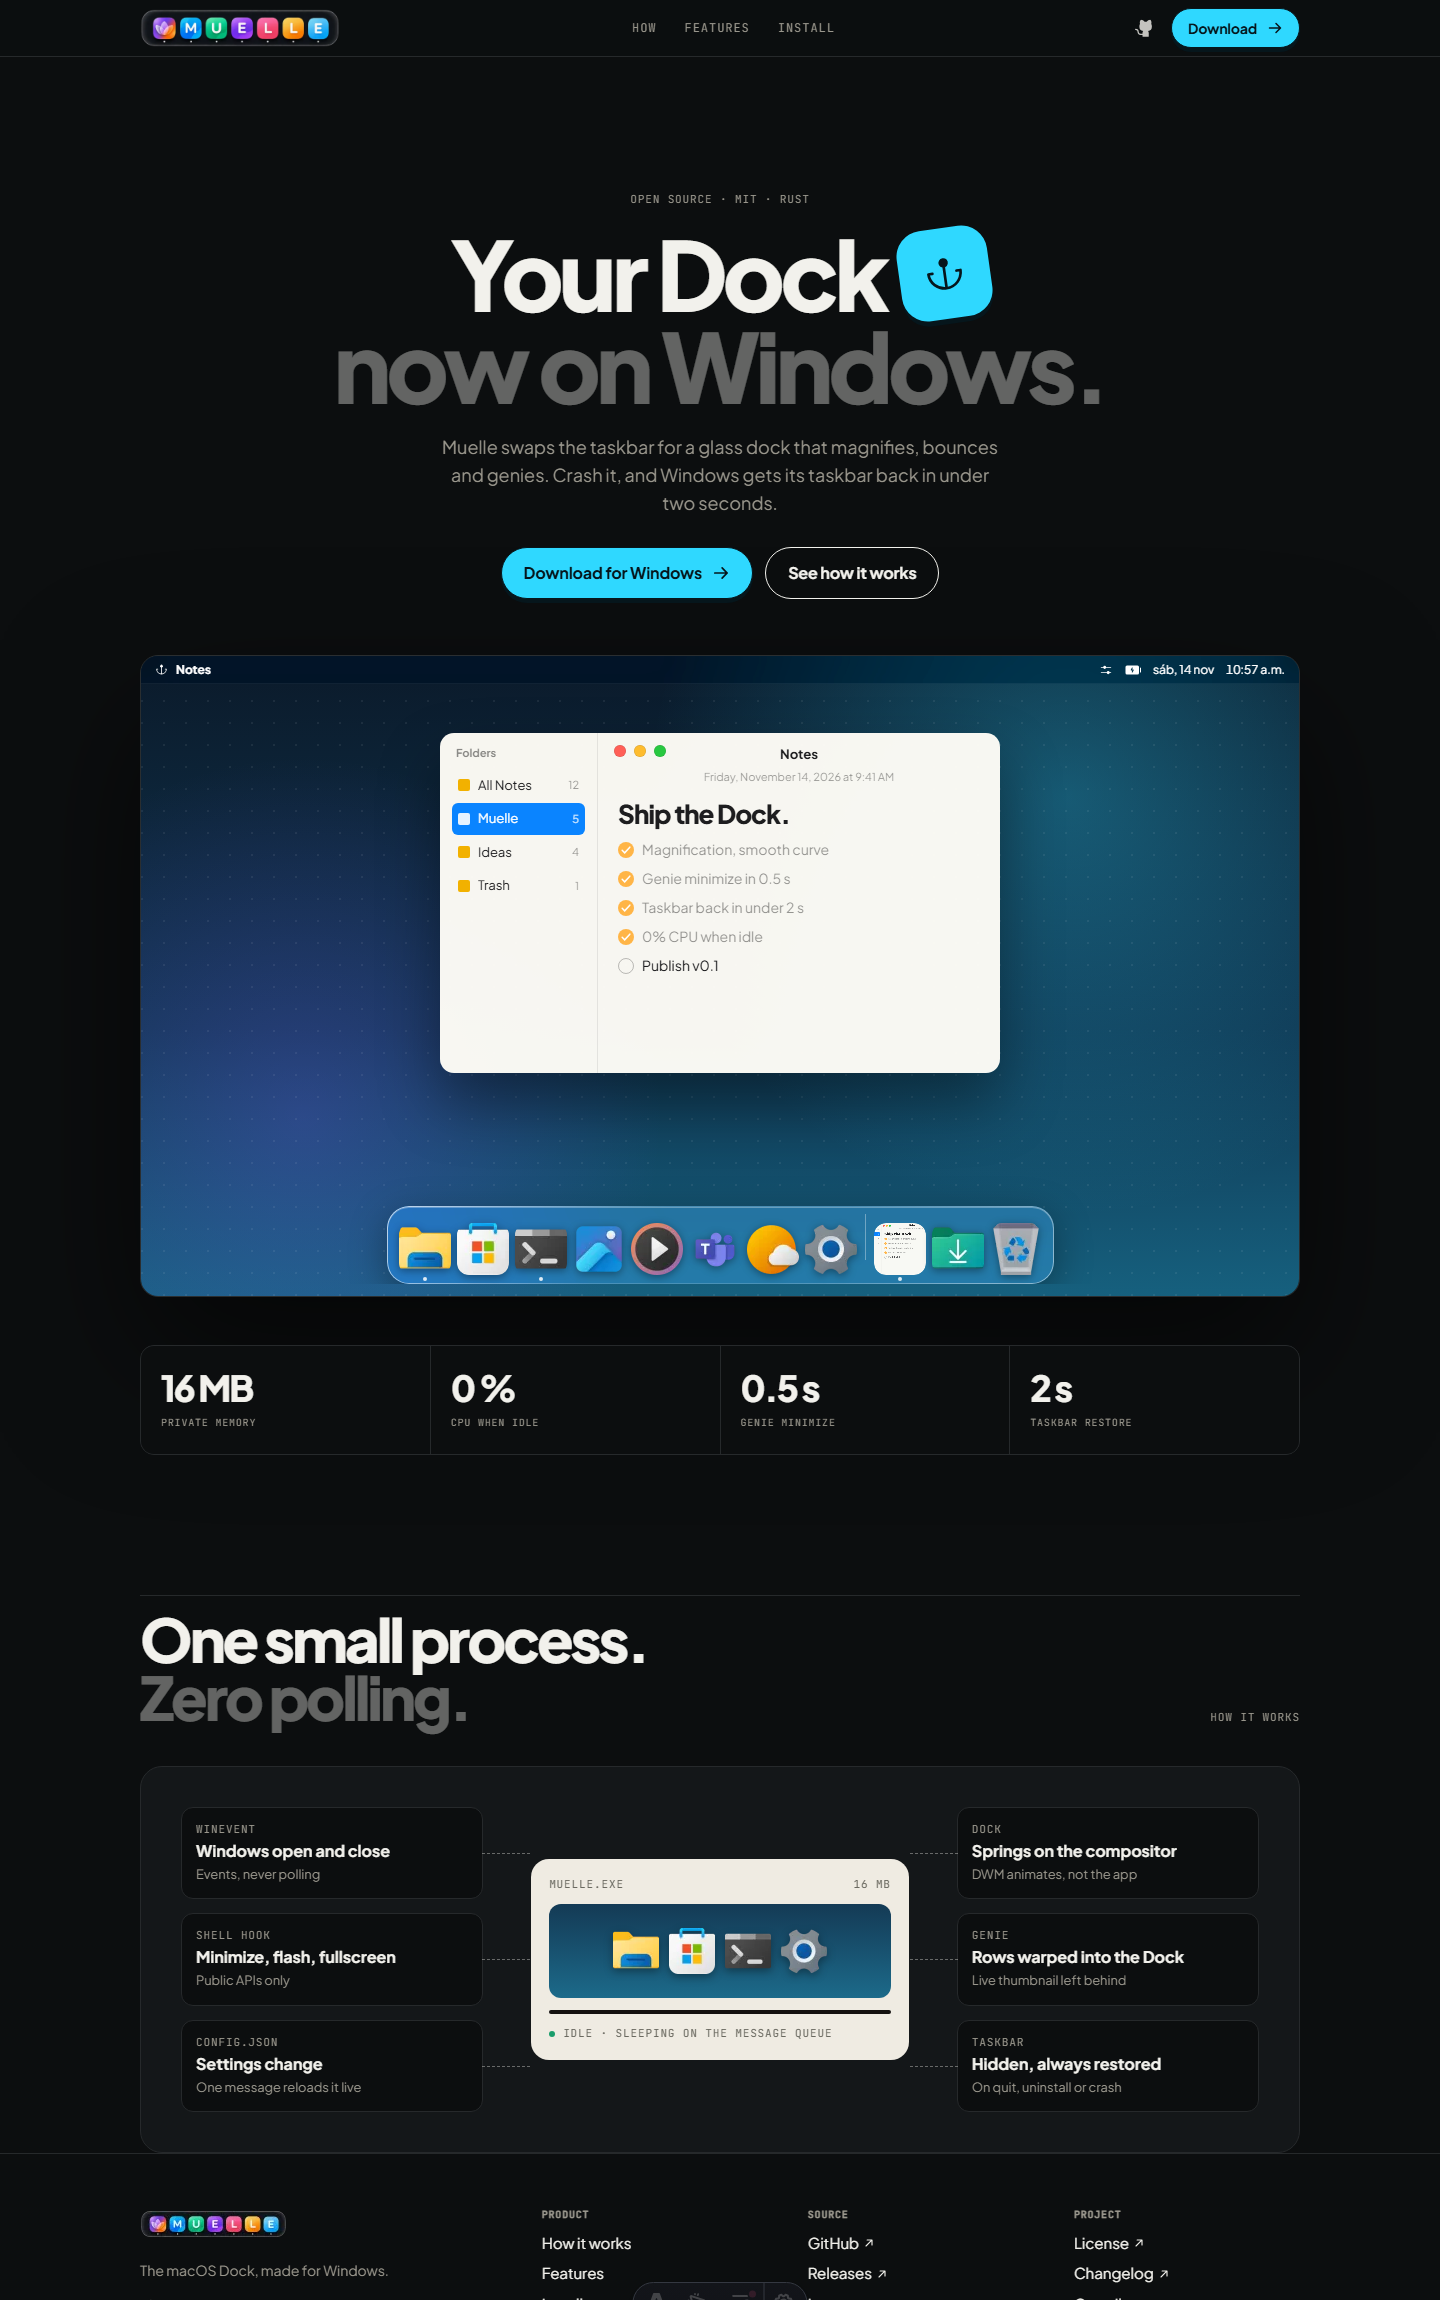 MUELLE
HOW
FEATURES
INSTALL
Download →
OPEN SOURCE · MIT · RUST
Your Dock
now on Windows.
Muelle swaps the taskbar for a glass dock that magnifies, bounces
and genies. Crash it, and Windows gets its taskbar back in under
two seconds.
Download for Windows →
See how it works
Notes
sáb, 14 nov 10:57 a.m.
Folders
All Notes 12
Muelle 5
Ideas 4
Trash 1
Notes
Friday, November 14, 2026 at 9:41 AM
Ship the Dock.
Magnification, smooth curve
Genie minimize in 0.5 s
Taskbar back in under 2 s
0% CPU when idle
Publish v0.1
T
16 MB
PRIVATE MEMORY
0 %
CPU WHEN IDLE
0.5 s
GENIE MINIMIZE
2 s
TASKBAR RESTORE
One small process.
Zero polling.
HOW IT WORKS
WINEVENT
Windows open and close
Events, never polling
SHELL HOOK
Minimize, flash, fullscreen
Public APIs only
CONFIG.JSON
Settings change
One message reloads it live
MUELLE.EXE 16 MB
IDLE · SLEEPING ON THE MESSAGE QUEUE
DOCK
Springs on the compositor
DWM animates, not the app
GENIE
Rows warped into the Dock
Live thumbnail left behind
TASKBAR
Hidden, always restored
On quit, uninstall or crash
MUELLE
The macOS Dock, made for Windows.
PRODUCT
How it works
Features
SOURCE
GitHub ↗
Releases ↗
PROJECT
License ↗
Changelog ↗